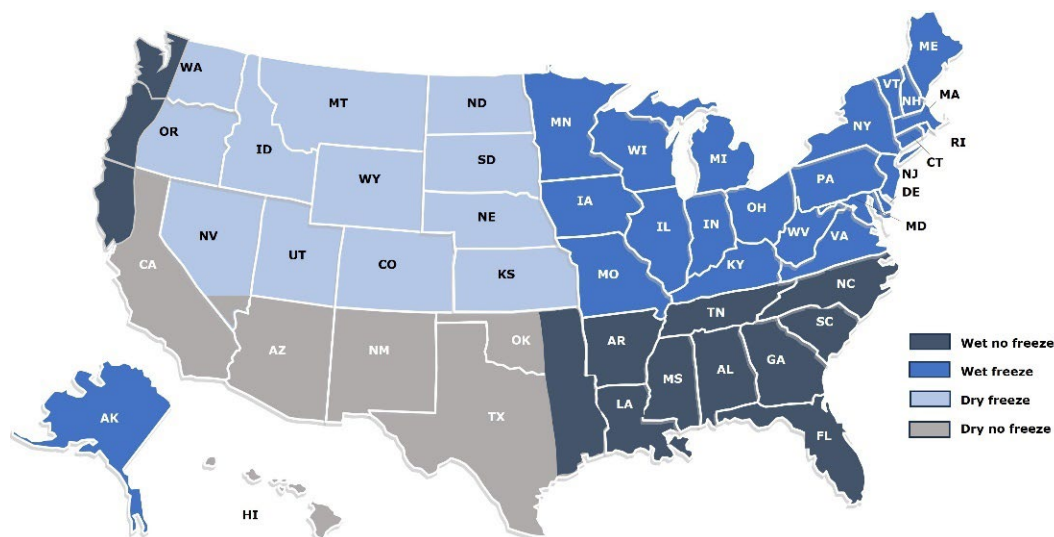 ME
WA
VT
NH
MA
MT
ND
MN
OR
NY
RI
ID
WI
CT
SD
MI
WY
NJ
PA
DE
IA
NE
OH
MD
IL
IN
NV
WV
VA
UT
CA
CO
MO
KY
KS
NC
TN
OK
SC
AZ
NM
AR
Wet no freeze
GA
MS
AL
Wet freeze
LA
Dry freeze
TX
AK
Dry no freeze
FL
HI